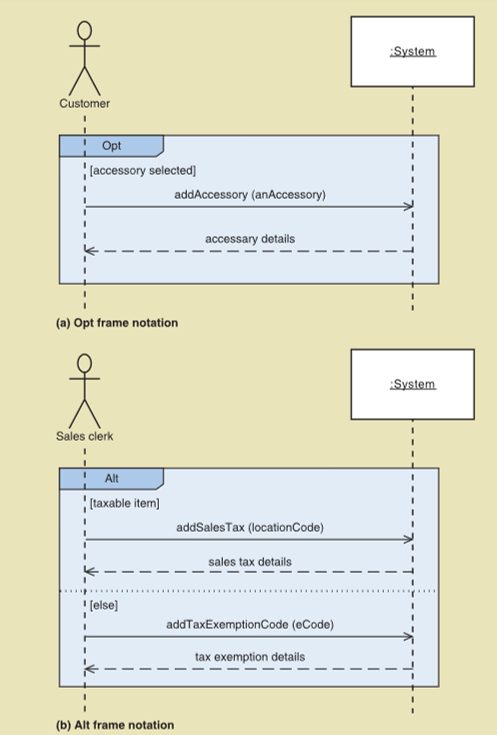 :System
Customer
Opt
[accessory selected]
addAccessory (anAccessory)
accessary details
(a) Opt frame notation
:System
Sales clerk
Alt
[taxable item]
addSalesTax (locationCode)
sales tax details
[else]
addTaxExemptionCode (eCode)
tax exemption details
(b) Alt frame notation